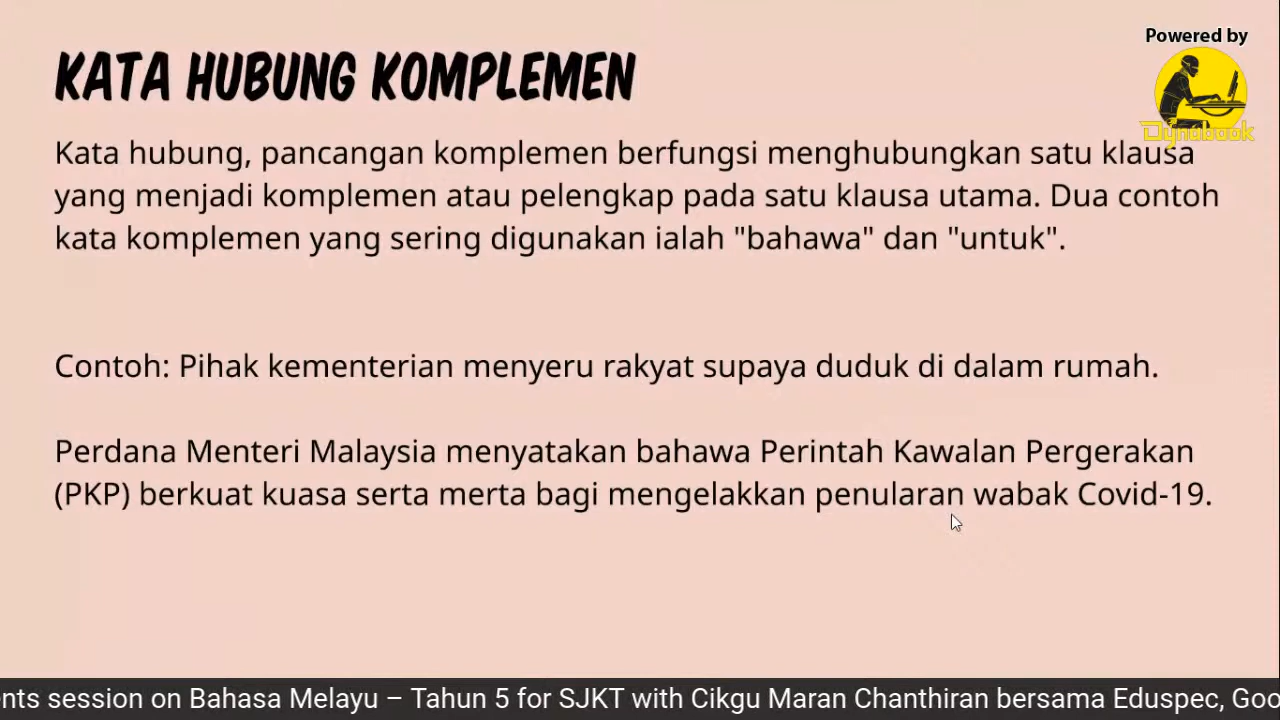 Powered by
Dynabook
KATA HUBUNG KOMPLEMEN
Kata hubung, pancangan komplemen berfungsi menghubungkan satu klausa
yang menjadi komplemen atau pelengkap pada satu klausa utama. Dua contoh
kata komplemen yang sering digunakan ialah "bahawa" dan "untuk".
Contoh: Pihak kementerian menyeru rakyat supaya duduk di dalam rumah.
Perdana Menteri Malaysia menyatakan bahawa Perintah Kawalan Pergerakan
(PKP) berkuat kuasa serta merta bagi mengelakkan penularan wabak Covid-19.
nts session on Bahasa Melayu – Tahun 5 for SJKT with Cikgu Maran Chanthiran bersama Eduspec, Goo